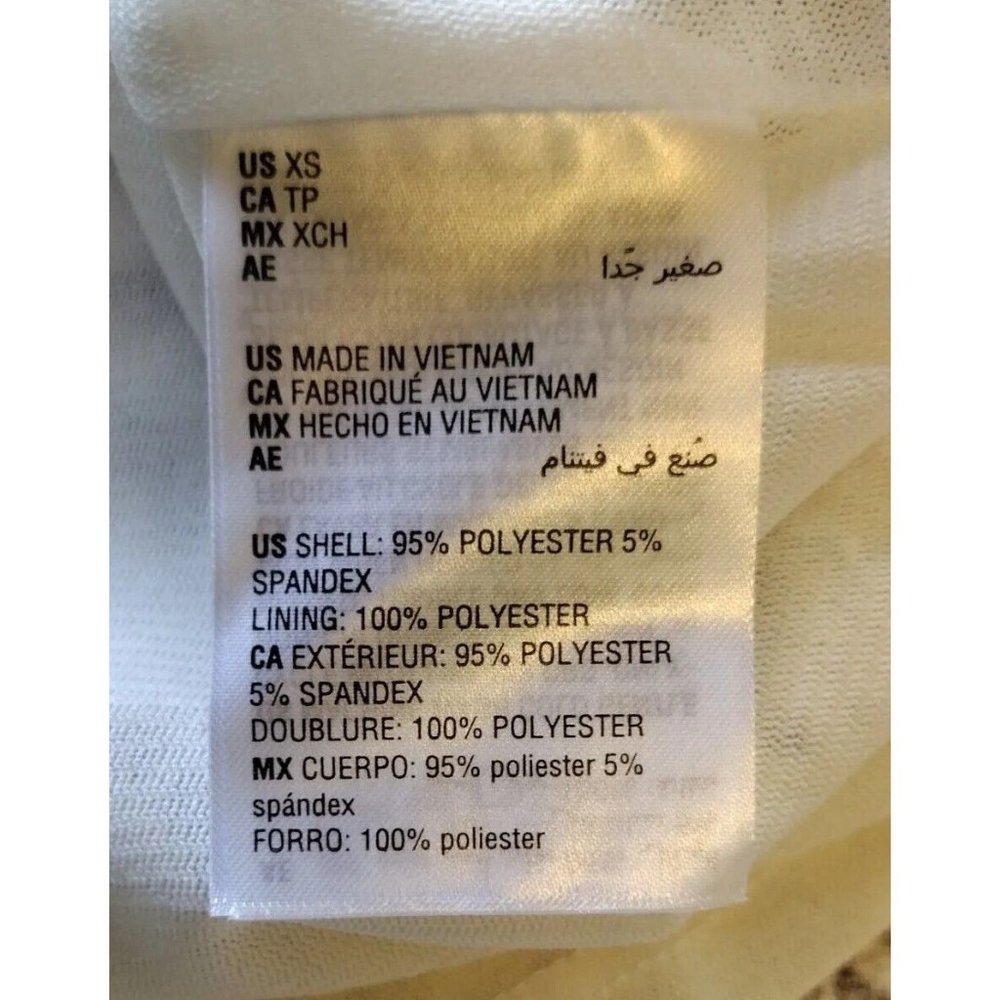 US XS
CA TP
MX XCH
AE صغير جّدا
US MADE IN VIETNAM
CA FABRIQUÉ AU VIETNAM
MX HECHO EN VIETNAM
AE صُنع في فيتنام
US SHELL: 95% POLYESTER 5%
SPANDEX
LINING: 100% POLYESTER
CA EXTÉRIEUR: 95% POLYESTER
5% SPANDEX
DOUBLURE: 100% POLYESTER
MX CUERPO: 95% poliester 5%
spándex
FORRO: 100% poliester